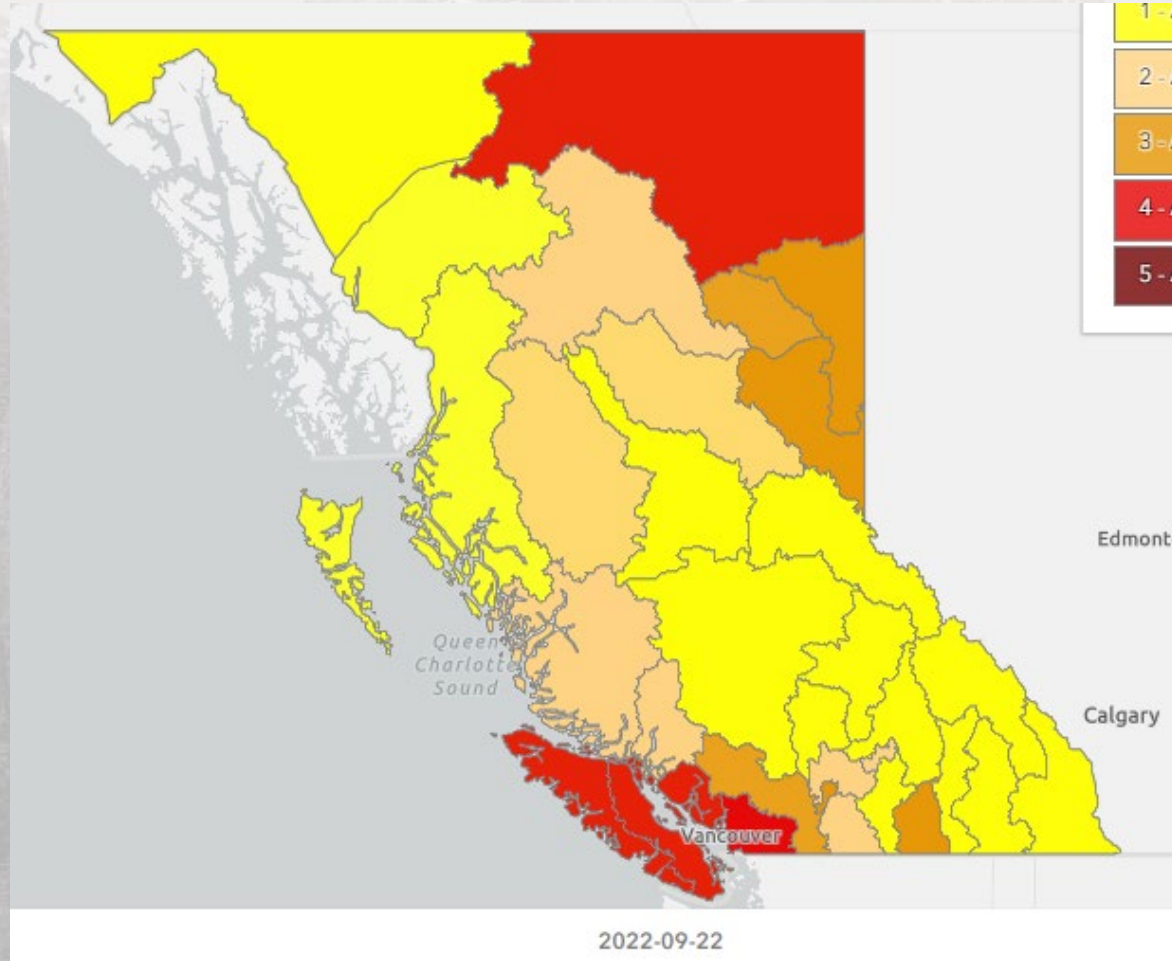 1 - A
2 - A
3 - A
4 - A
5 - A
Edmont
Queen
Charlotte
Sound
Calgary
Vancouver
2022-09-22